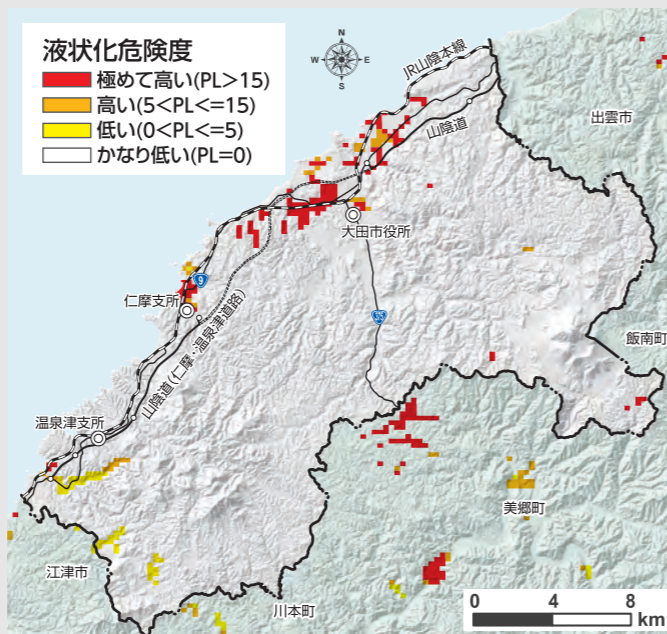 液状化危険度
極めて高い(PL>15)
高い(5<PL<=15)
低い(0<PL<=5)
かなり低い(PL=0)
N
W
E
S
JR山陰本線
山陰道
出雲市
大田市役所
9
仁摩支所
375
山陰道(仁摩・温泉津道路)
飯南町
温泉津支所
美郷町
江津市
川本町
0 4 8
km